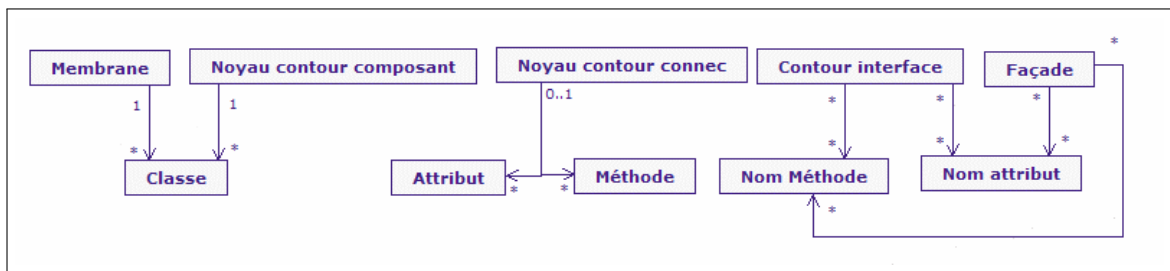 Membrane
Noyau contour composant
Noyau contour connec
Contour interface
Façade
*
1
1
0..1
*
*
*
*
*
*
*
*
Classe
Attribut
*
*
Méthode
Nom Méthode
Nom attribut
*